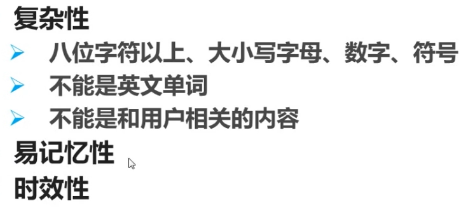 复杂性
八位字符以上、大小写字母、数字、符号
不能是英文单词
不能是和用户相关的内容
易记忆性
时效性